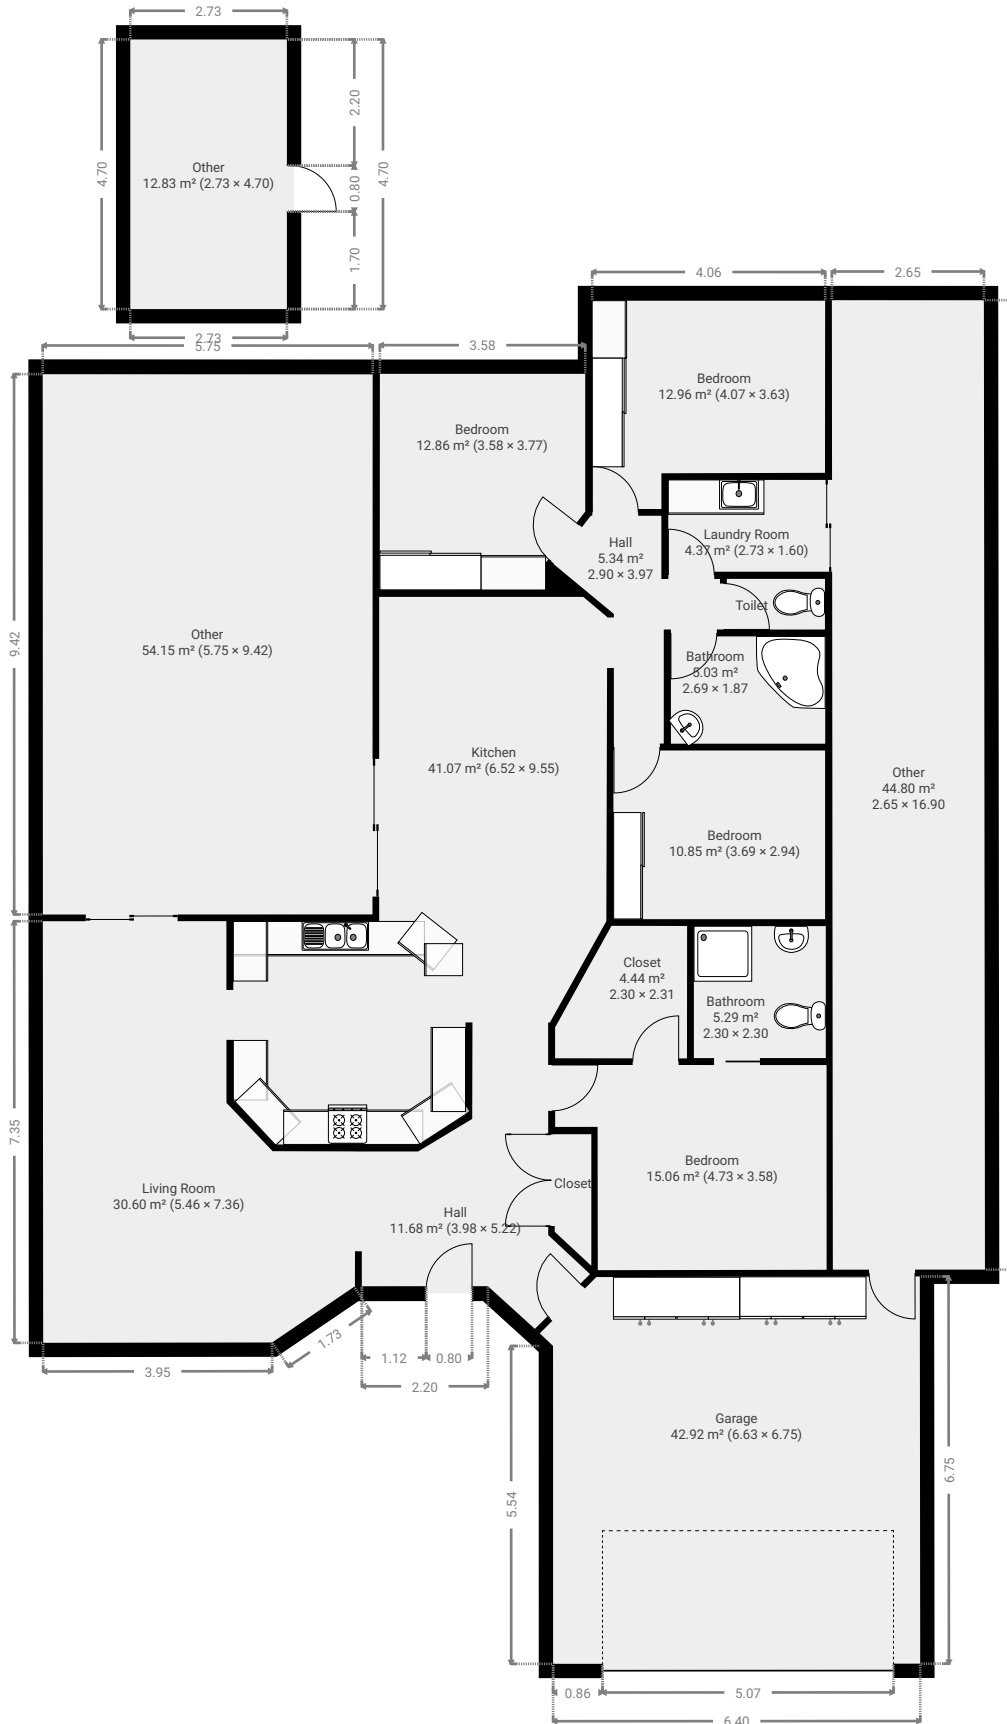 2.73
4.70
2.20
0.80
4.70
1.70
Other
12.83 m² (2.73 × 4.70)
2.73
5.75
3.58
4.06
2.65
Bedroom
12.96 m² (4.07 × 3.63)
Bedroom
12.86 m² (3.58 × 3.77)
Laundry Room
4.37 m² (2.73 × 1.60)
Hall
5.34 m²
2.90 × 3.97
Toilet
Other
54.15 m² (5.75 × 9.42)
9.42
Bathroom
5.03 m²
2.69 × 1.87
Kitchen
41.07 m² (6.52 × 9.55)
Other
44.80 m²
2.65 × 16.90
Bedroom
10.85 m² (3.69 × 2.94)
Closet
4.44 m²
2.30 × 2.31
Bathroom
5.29 m²
2.30 × 2.30
7.35
Bedroom
15.06 m² (4.73 × 3.58)
Closet
Living Room
30.60 m² (5.46 × 7.36)
Hall
11.68 m² (3.98 × 5.22)
1.73
3.95
1.12
0.80
2.20
Garage
42.92 m² (6.63 × 6.75)
6.75
5.54
0.86
5.07
6.40